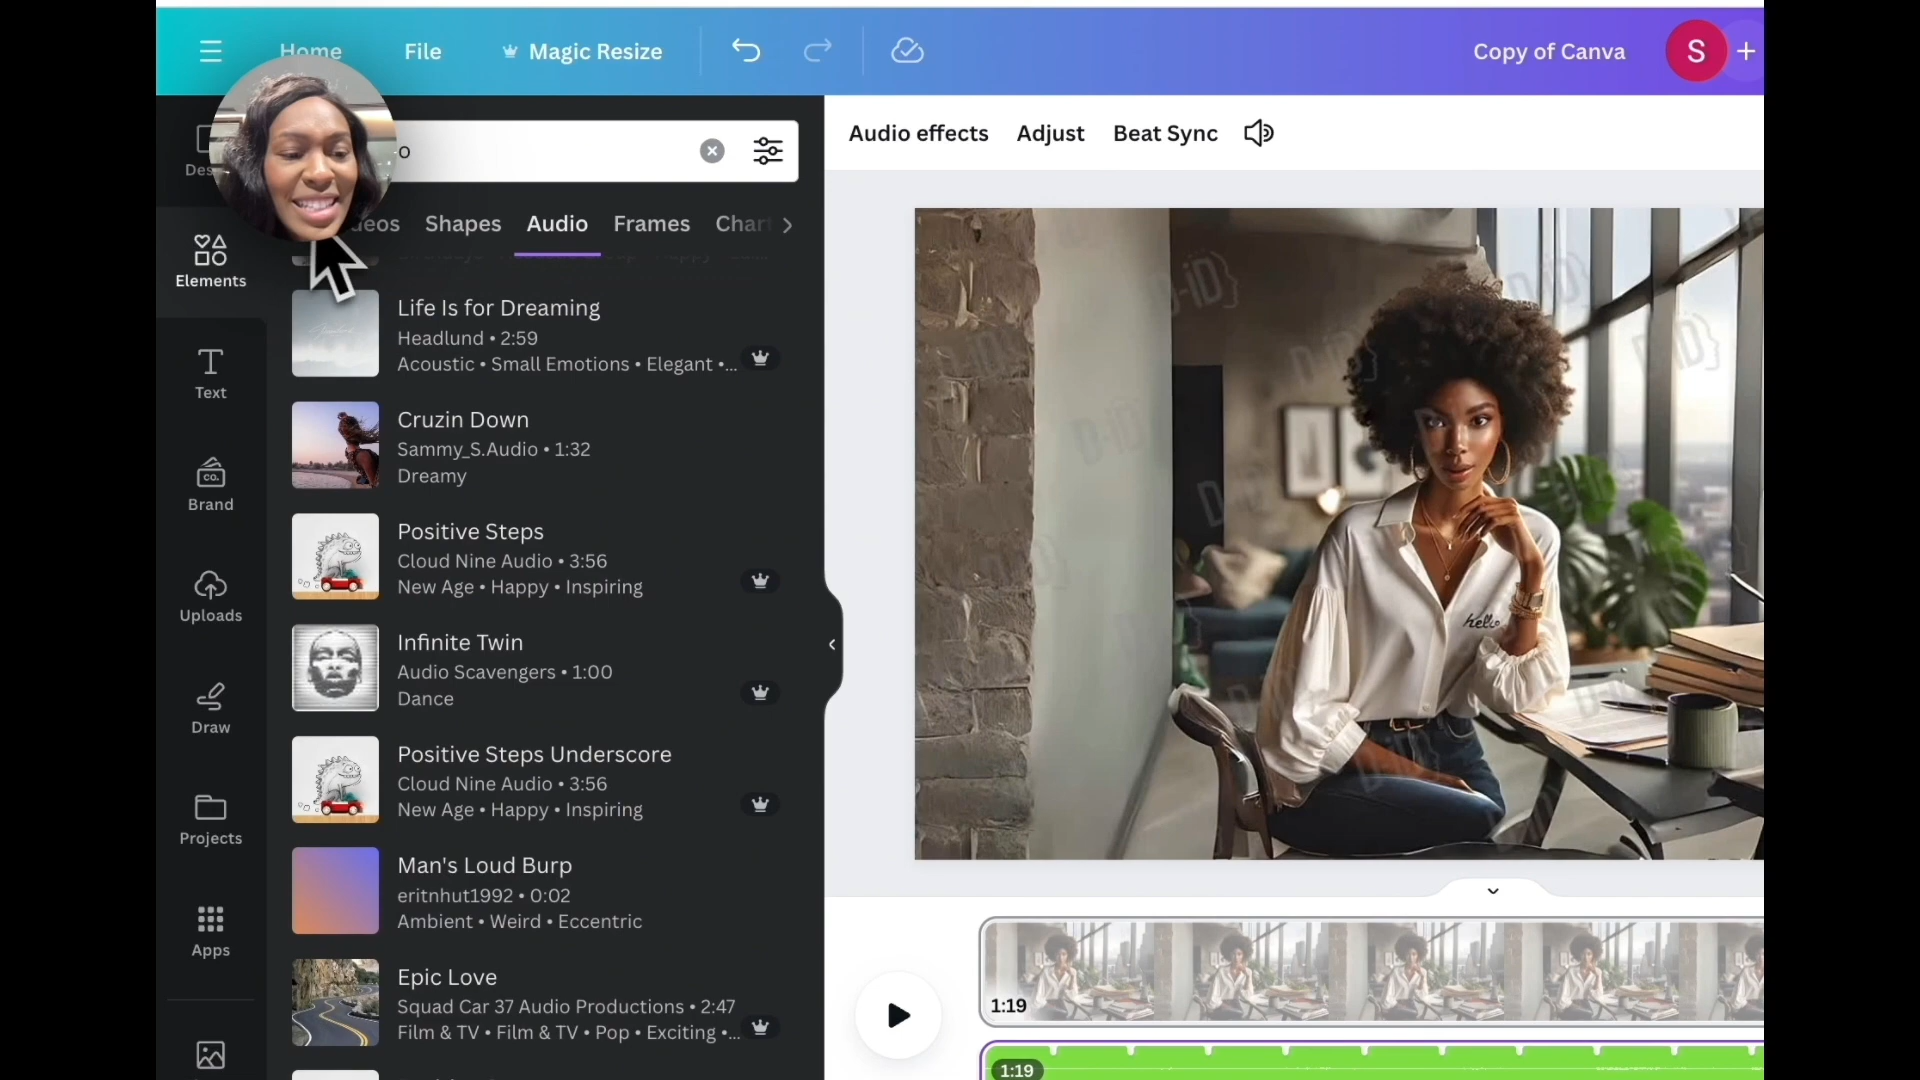 Home
File
Magic Resize
Copy of Canva
S
+
o
Audio effects
Adjust
Beat Sync
Shapes
Audio
Frames
Elements
Text
Brand
CO.
Uploads
Draw
Projects
Apps
Life Is for Dreaming
Headlund • 2:59
Acoustic • Small Emotions • Elegant •...
Cruzin Down
Sammy_S.Audio • 1:32
Dreamy
Positive Steps
Cloud Nine Audio • 3:56
New Age • Happy • Inspiring
Infinite Twin
Audio Scavengers • 1:00
Dance
Positive Steps Underscore
Cloud Nine Audio • 3:56
New Age • Happy • Inspiring
Man's Loud Burp
eritnhut1992 • 0:02
Ambient • Weird • Eccentric
Epic Love
Squad Car 37 Audio Productions • 2:47
Film & TV • Film & TV • Pop • Exciting •...
D-iD}
hello
1:19
1:19